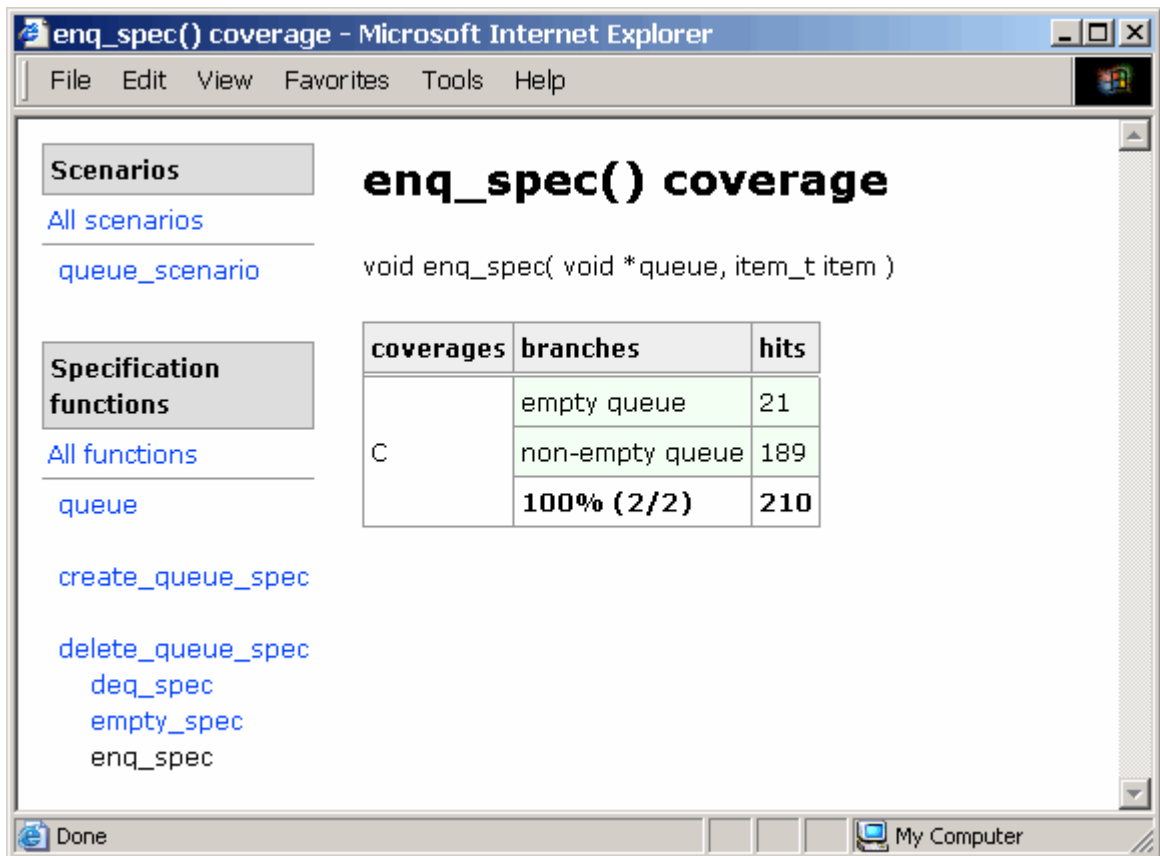 enq_spec() coverage - Microsoft Internet Explorer
File Edit View Favorites Tools Help
Scenarios
All scenarios
queue_scenario
Specification
functions
All functions
queue
create_queue_spec
delete_queue_spec
deq_spec
empty_spec
enq_spec
enq_spec() coverage
void enq_spec( void *queue, item_t item )
coverages branches hits
empty queue 21
C non-empty queue 189
100% (2/2) 210
Done My Computer